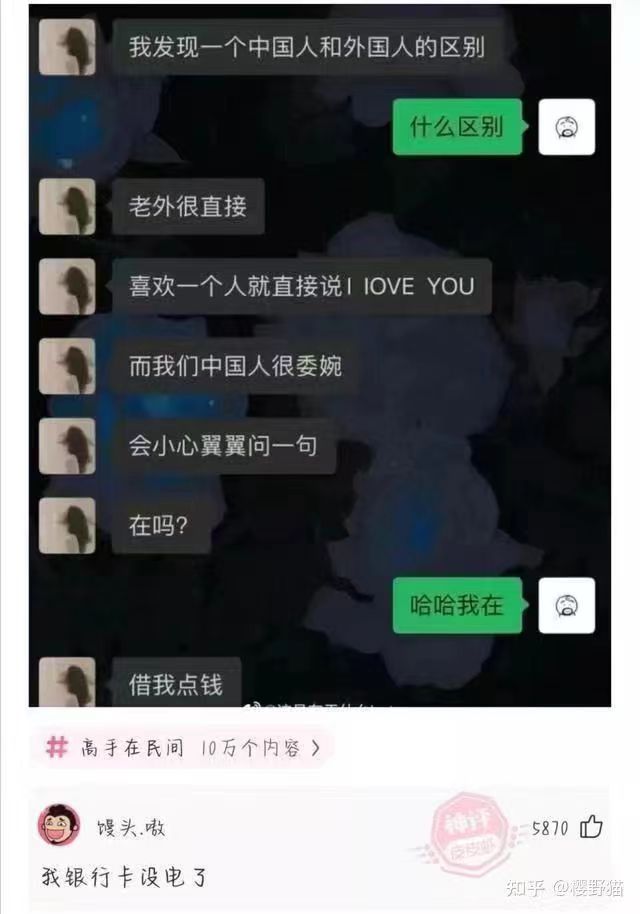 我发现一个中国人和外国人的区别
什么区别
老外很直接
喜欢一个人就直接说I lOVE YOU
而我们中国人很委婉
会小心翼翼问一句
在吗?
哈哈我在
借我点钱
# 高手在民间 10万个内容 >
馒头.嗷
神评
皮皮虾
5870
我银行卡没电了
知乎 @樱野猫